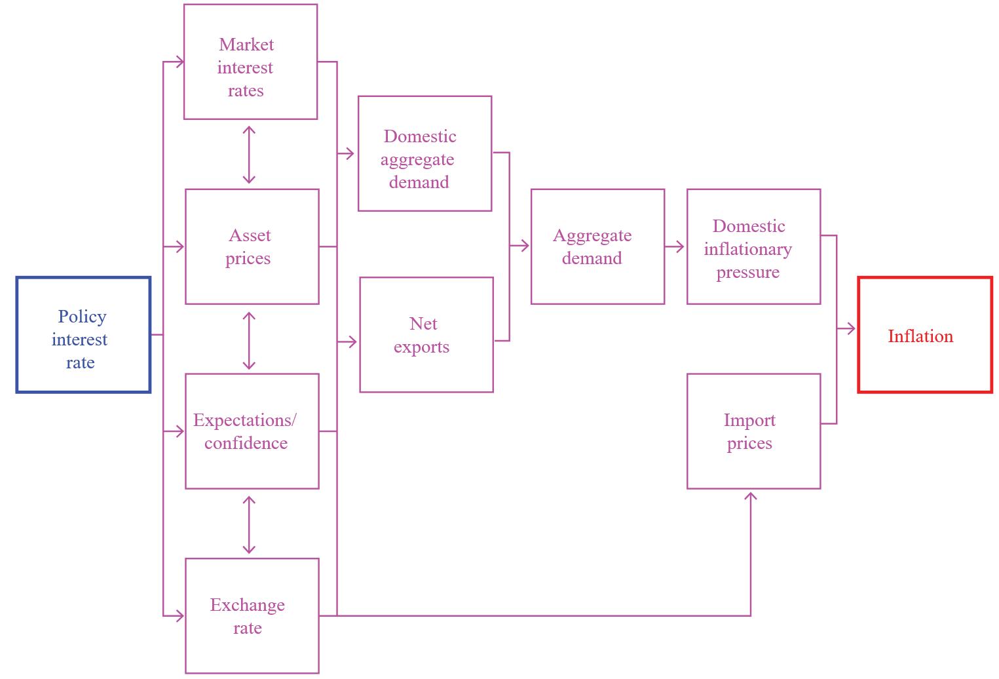 Market
interest
rates
Domestic
aggregate
demand
Asset
prices
Aggregate
demand
Domestic
inflationary
pressure
Policy
interest
rate
Net
exports
Inflation
Expectations/
confidence
Import
prices
Exchange
rate